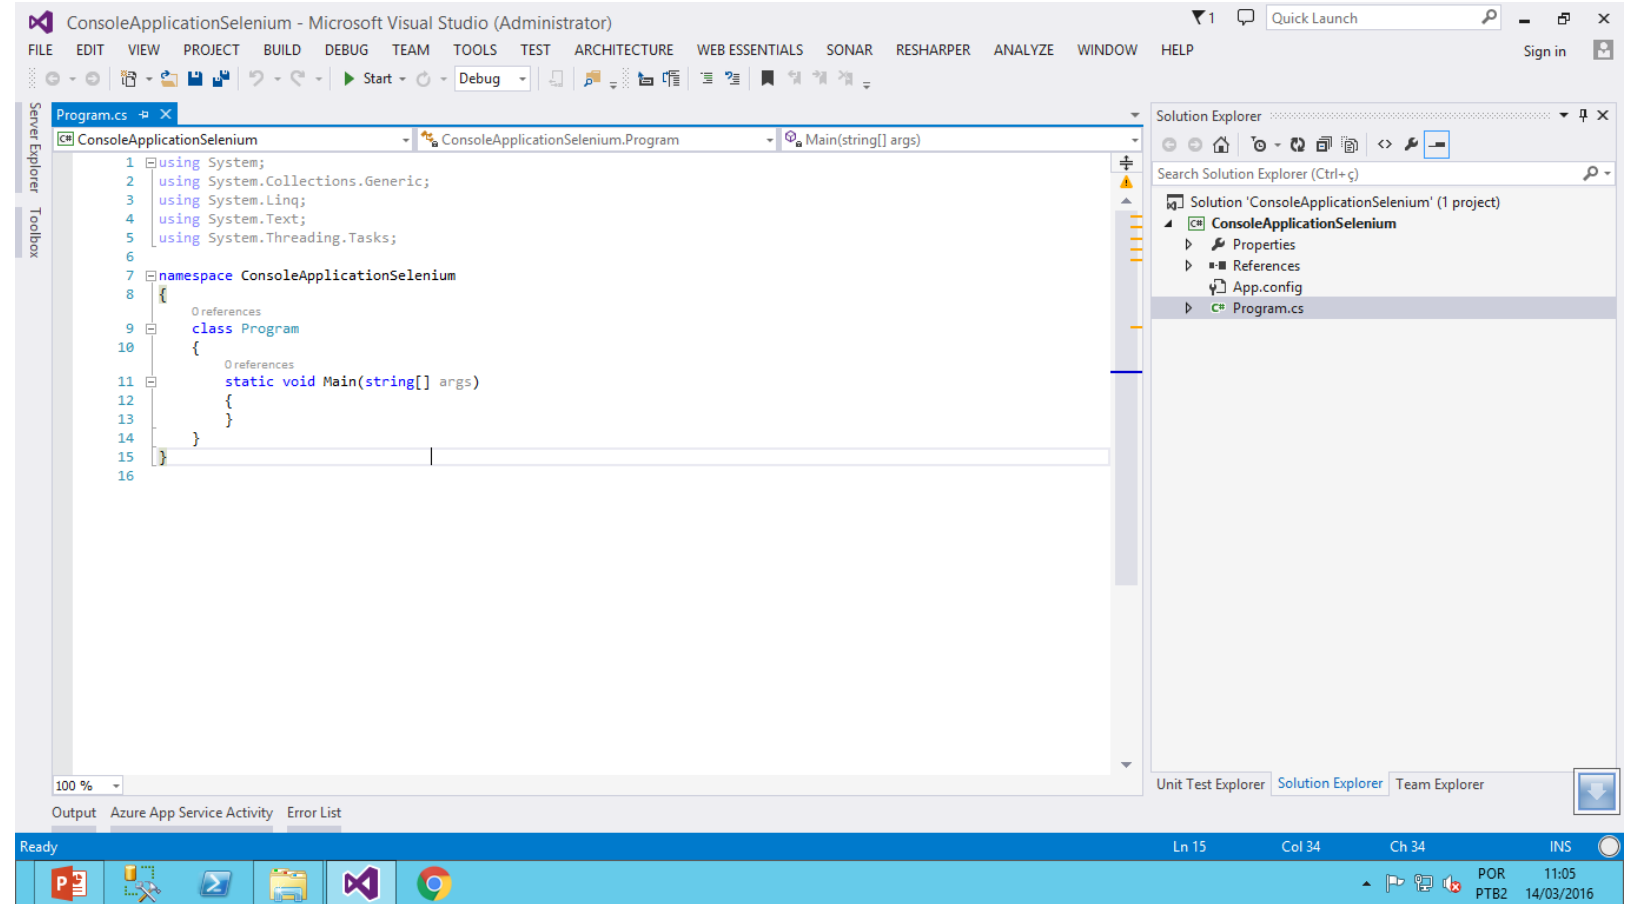 ConsoleApplicationSelenium - Microsoft Visual Studio (Administrator)
1
Quick Launch
FILE EDIT VIEW PROJECT BUILD DEBUG TEAM TOOLS TEST ARCHITECTURE WEB ESSENTIALS SONAR RESHARPER ANALYZE WINDOW HELP
Sign in
Start
Debug
Server Explorer
Toolbox
Program.cs
C# ConsoleApplicationSelenium
ConsoleApplicationSelenium.Program
Main(string[] args)
1 using System;
2 using System.Collections.Generic;
3 using System.Linq;
4 using System.Text;
5 using System.Threading.Tasks;
6
7 namespace ConsoleApplicationSelenium
8 {
0 references
9 class Program
10 {
0 references
11 static void Main(string[] args)
12 {
13 }
14 }
15 }
16
100 %
Solution Explorer
Search Solution Explorer (Ctrl+ç)
Solution 'ConsoleApplicationSelenium' (1 project)
C# ConsoleApplicationSelenium
Properties
References
App.config
C# Program.cs
Unit Test Explorer Solution Explorer Team Explorer
Output Azure App Service Activity Error List
Ready
Ln 15 Col 34 Ch 34 INS
P
POR
PTB2
11:05
14/03/2016